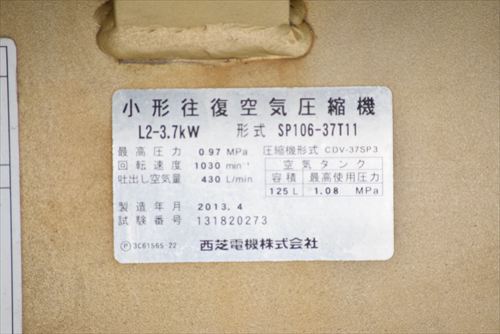 小形往復空気圧縮機
L2-3.7kW 形式 SP106-37T11
最高圧力 0.97 MPa 圧縮機形式 CDV-37SP3
回転速度 1030 min⁻¹ 空気タンク
吐出し空気量 430 L/min 容積 最高使用圧力
125 L 1.08 MPa
製造年月 2013.4
試験番号 131820273
Ⓟ 3C61565-22 西芝電機株式会社